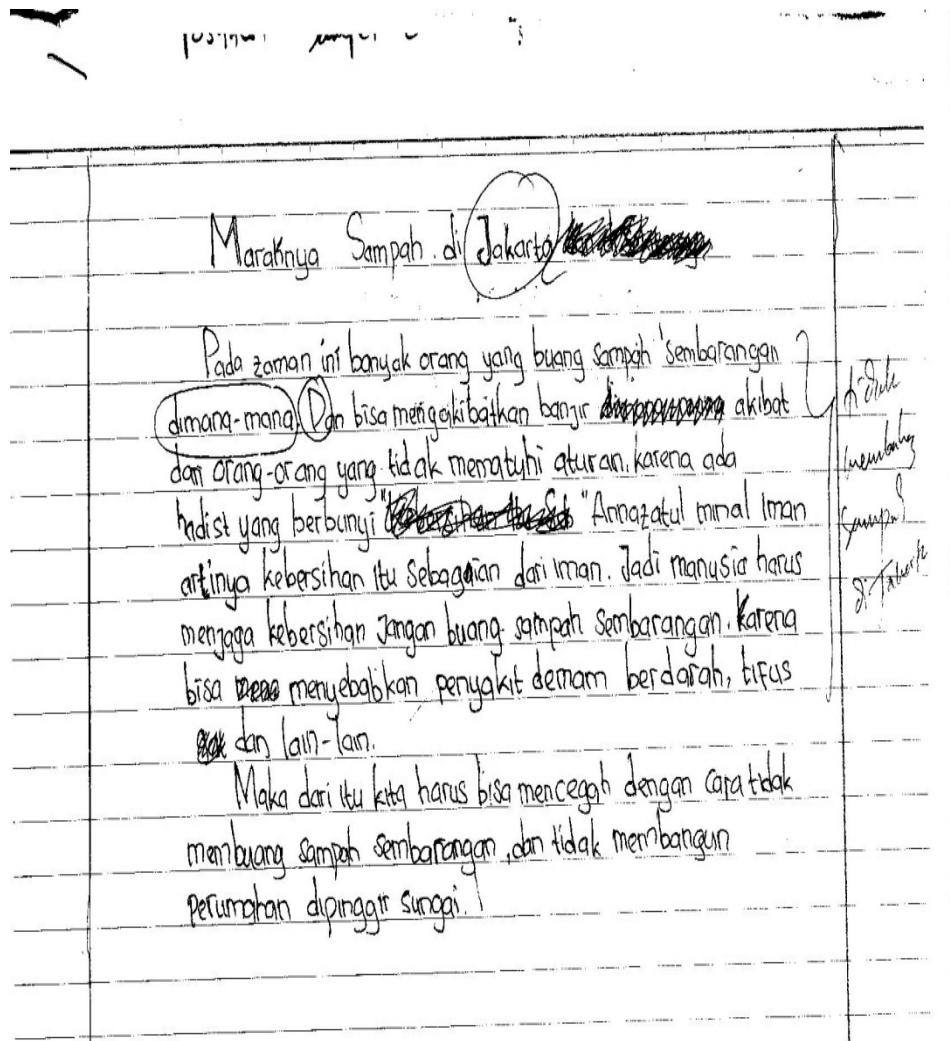 Maraknya Sampah di Jakarta
Pada zaman ini banyak orang yang buang sampah sembarangan
dimana-mana. Dan bisa mengakibatkan banjir akibat
dari orang-orang yang tidak mematuhi aturan. karena ada
hadist yang berbunyi " "Annazatul minal Iman
artinya kebersihan itu Sebagaian dari iman. Jadi manusia harus
menjaga kebersihan Jangan buang sampah sembarangan. Karena
bisa menyebabkan penyakit demam berdarah, tifus
dan lain-lain.
Maka dari itu kita harus bisa mencegah dengan cara tidak
membuang sampah sembarangan, dan tidak membangun
perumahan dipinggir sungai.
membuang
sampah